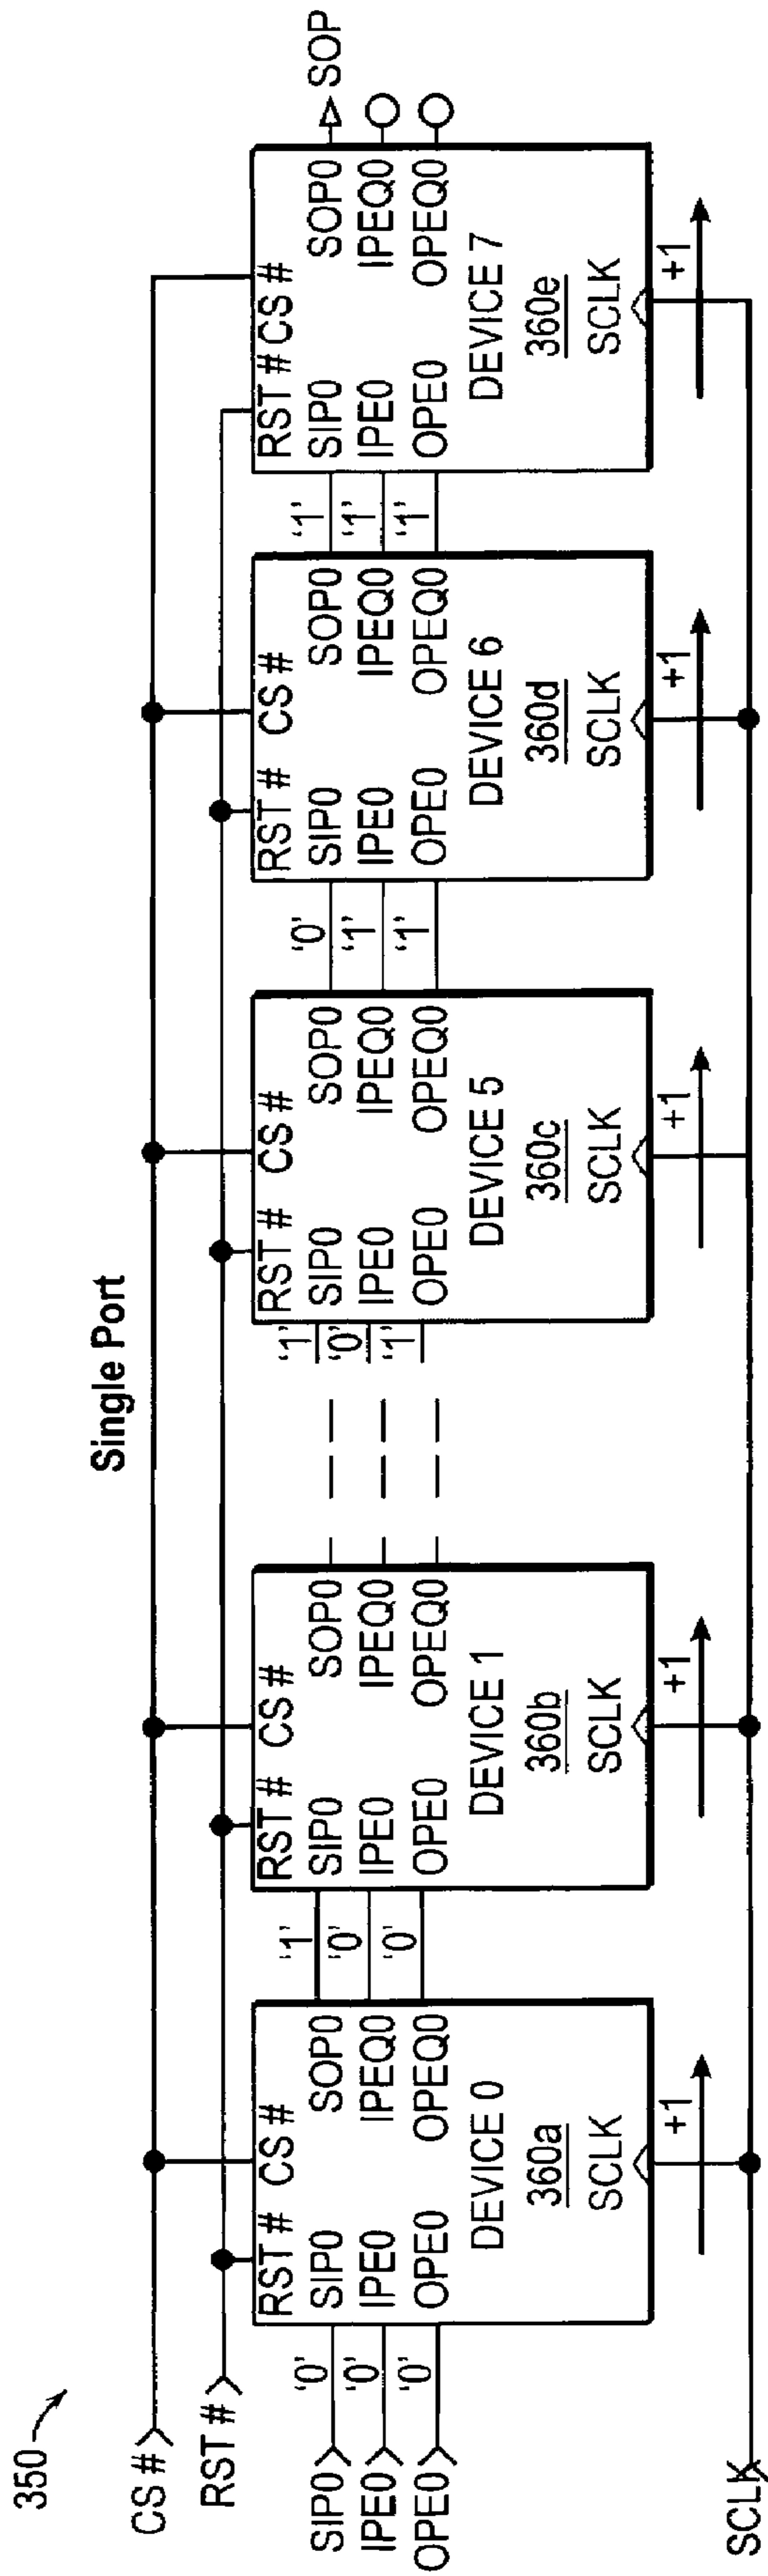 350
Single Port
CS #
RST #
SIP0
IPE0
OPE0
SCLK
'0'
'0'
'0'
RST # CS #
SIP0 SOP0
IPE0 IPEQ0
OPE0 OPEQ0
DEVICE 0
360a
SCLK
+1
'1'
'0'
'0'
RST # CS #
SIP0 SOP0
IPE0 IPEQ0
OPE0 OPEQ0
DEVICE 1
360b
SCLK
+1
'1'
'0'
'1'
RST # CS #
SIP0 SOP0
IPE0 IPEQ0
OPE0 OPEQ0
DEVICE 5
360c
SCLK
+1
'0'
'1'
'1'
RST # CS #
SIP0 SOP0
IPE0 IPEQ0
OPE0 OPEQ0
DEVICE 6
360d
SCLK
+1
'1'
'1'
'1'
RST # CS #
SIP0 SOP0
IPE0 IPEQ0
OPE0 OPEQ0
DEVICE 7
360e
SCLK
+1
SOP